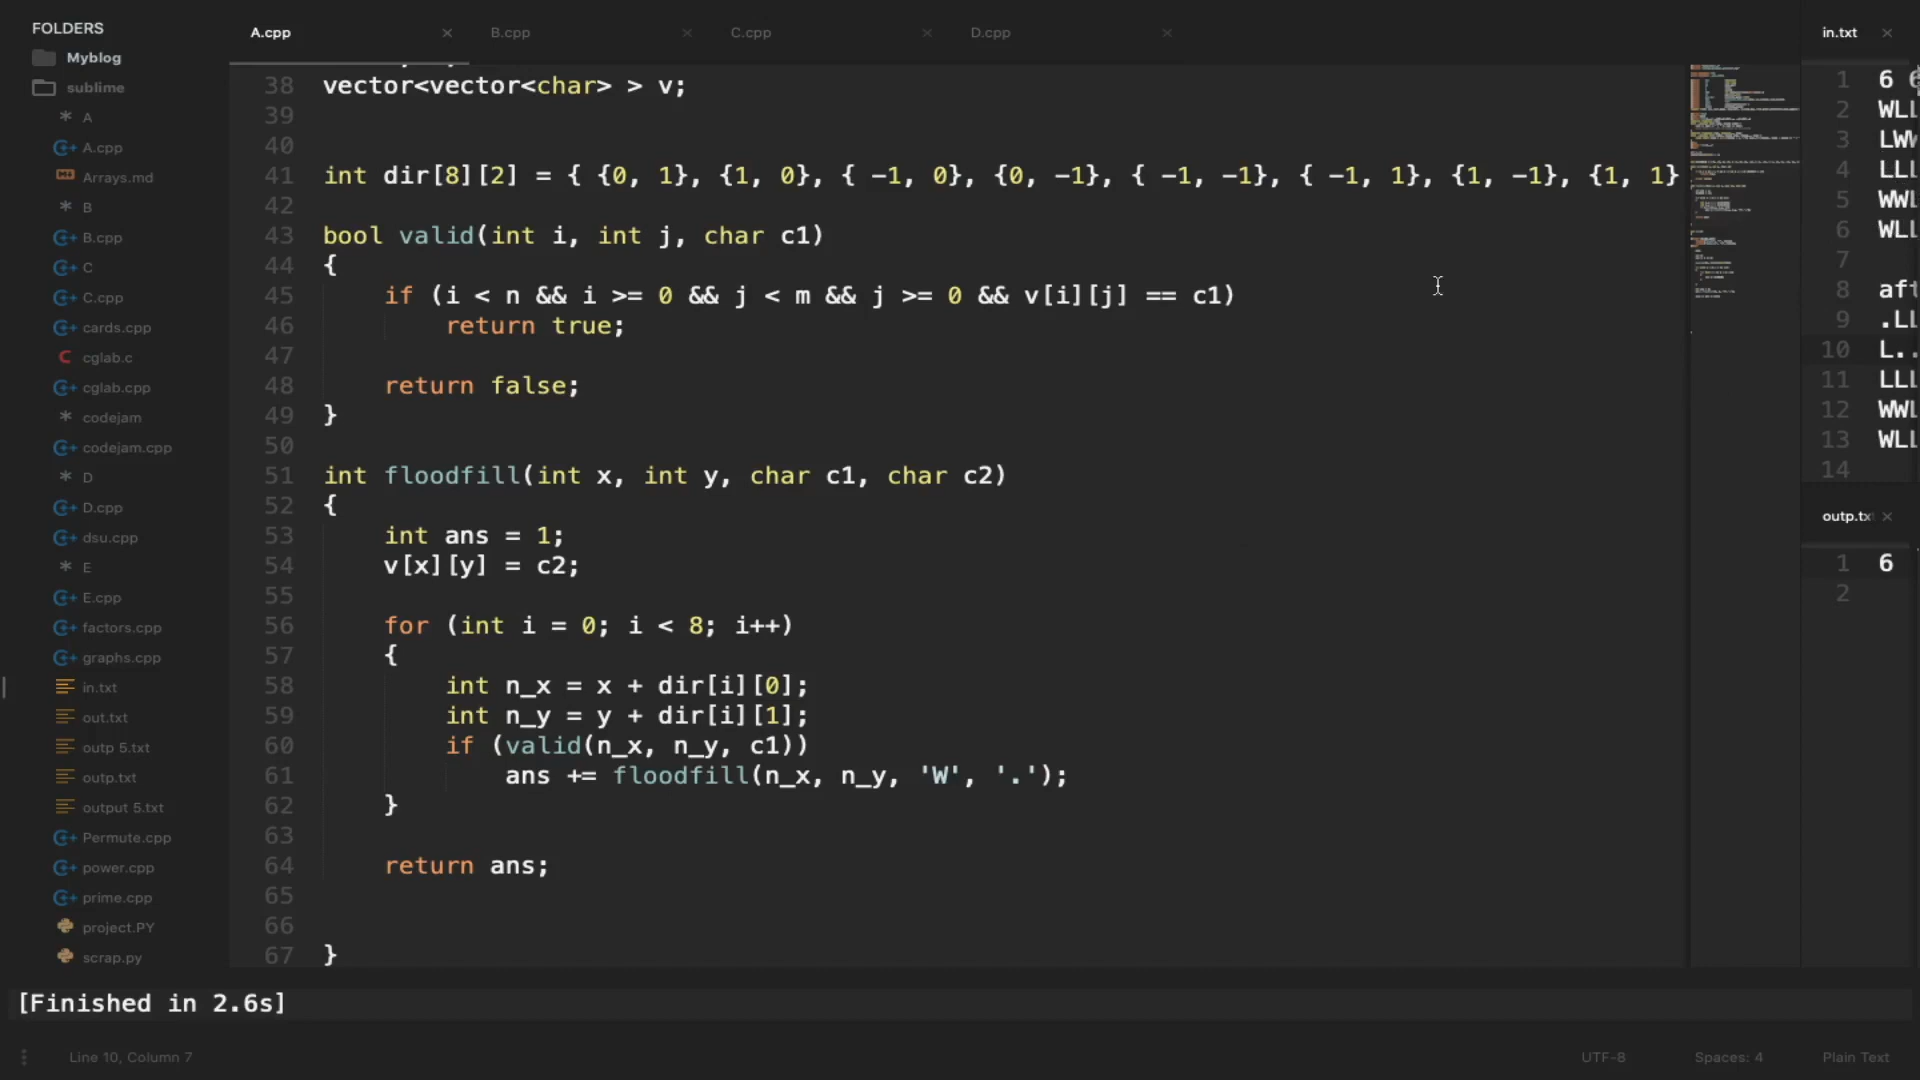 FOLDERS
Myblog
sublime
A
A.cpp
Arrays.md
B
B.cpp
C
C.cpp
cards.cpp
cglab.c
cglab.cpp
codejam
codejam.cpp
D
D.cpp
dsu.cpp
E
E.cpp
factors.cpp
graphs.cpp
in.txt
out.txt
outp 5.txt
outp.txt
output 5.txt
Permute.cpp
power.cpp
prime.cpp
project.PY
scrap.py
A.cpp × B.cpp × C.cpp × D.cpp ×
38 vector<vector<char> > v;
39
40
41 int dir[8][2] = { {0, 1}, {1, 0}, { -1, 0}, {0, -1}, { -1, -1}, { -1, 1}, {1, -1}, {1, 1}
42
43 bool valid(int i, int j, char c1)
44 {
45 if (i < n && i >= 0 && j < m && j >= 0 && v[i][j] == c1)
46 return true;
47
48 return false;
49 }
50
51 int floodfill(int x, int y, char c1, char c2)
52 {
53 int ans = 1;
54 v[x][y] = c2;
55
56 for (int i = 0; i < 8; i++)
57 {
58 int n_x = x + dir[i][0];
59 int n_y = y + dir[i][1];
60 if (valid(n_x, n_y, c1))
61 ans += floodfill(n_x, n_y, 'W', '.');
62 }
63
64 return ans;
65
66
67 }
in.txt ×
1 6
2 WLL
3 LWW
4 LLL
5 WWL
6 WLL
7
8 aft
9 .LL
10 L..
11 LLL
12 WWL
13 WLL
14
outp.tx ×
1 6
2
[Finished in 2.6s]
Line 10, Column 7
UTF-8
Spaces: 4
Plain Text